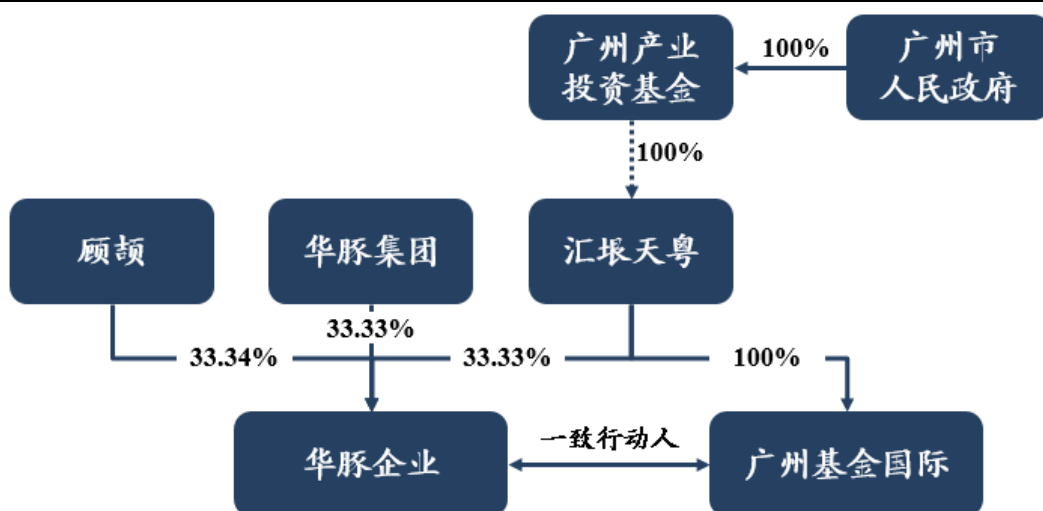 广州产业
投资基金
100%
广州市
人民政府
100%
顾颉
华豚集团
汇垠天粤
33.33%
33.34%
33.33%
100%
华豚企业
一致行动人
广州基金国际